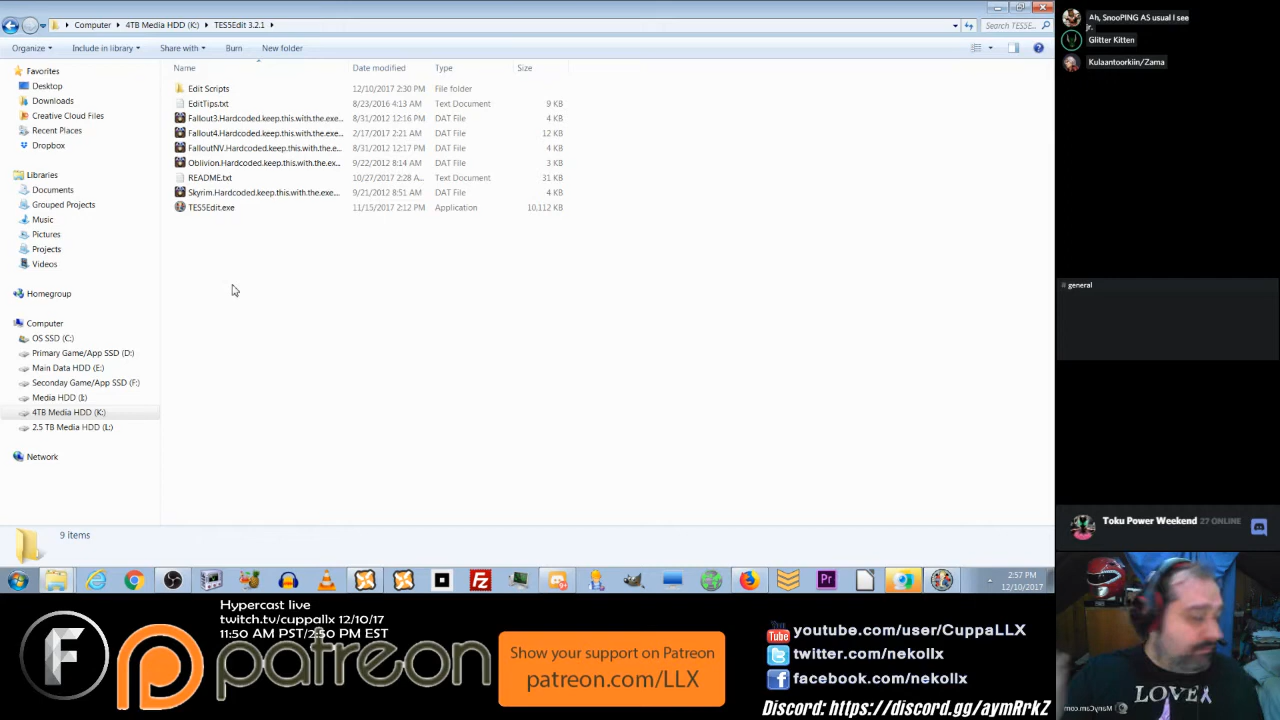 Computer
4TB Media HDD (K:)
TES5Edit 3.2.1
Search TES5E...
Organize
Include in library
Share with
Burn
New folder
Name
Date modified
Type
Size
Favorites
Desktop
Downloads
Creative Cloud Files
Recent Places
Dropbox
Libraries
Documents
Grouped Projects
Music
Pictures
Projects
Videos
Homegroup
Computer
OS SSD (C:)
Primary Game/App SSD (D:)
Main Data HDD (E:)
Seconday Game/App SSD (F:)
Media HDD (I:)
4TB Media HDD (K:)
2.5 TB Media HDD (L:)
Network
Edit Scripts 12/10/2017 2:30 PM File folder
EditTips.txt 8/23/2016 4:13 AM Text Document 9 KB
Fallout3.Hardcoded.keep.this.with.the.exe... 8/31/2012 12:16 PM DAT File 4 KB
Fallout4.Hardcoded.keep.this.with.the.exe... 2/17/2017 2:21 AM DAT File 12 KB
FalloutNV.Hardcoded.keep.this.with.the.e... 8/31/2012 12:17 PM DAT File 4 KB
Oblivion.Hardcoded.keep.this.with.the.ex... 9/22/2012 8:14 AM DAT File 3 KB
README.txt 10/27/2017 2:28 A... Text Document 31 KB
Skyrim.Hardcoded.keep.this.with.the.exe.... 9/21/2012 8:51 AM DAT File 4 KB
TES5Edit.exe 11/15/2017 2:12 PM Application 10,112 KB
9 items
2:57 PM
12/10/2017
Ah, SnooPING AS usual I see
Glitter Kitten
Kulaantoorkiin/Zama
# general
Toku Power Weekend 27 ONLINE
LOVE
ManyCam.com
Hypercast live
twitch.tv/cuppallx 12/10/17
11:50 AM PST/2:50 PM EST
F
patreon
Show your support on Patreon
patreon.com/LLX
You Tube
youtube.com/user/CuppaLLX
twitter.com/nekollx
facebook.com/nekollx
Discord: https://discord.gg/aymRrkZ